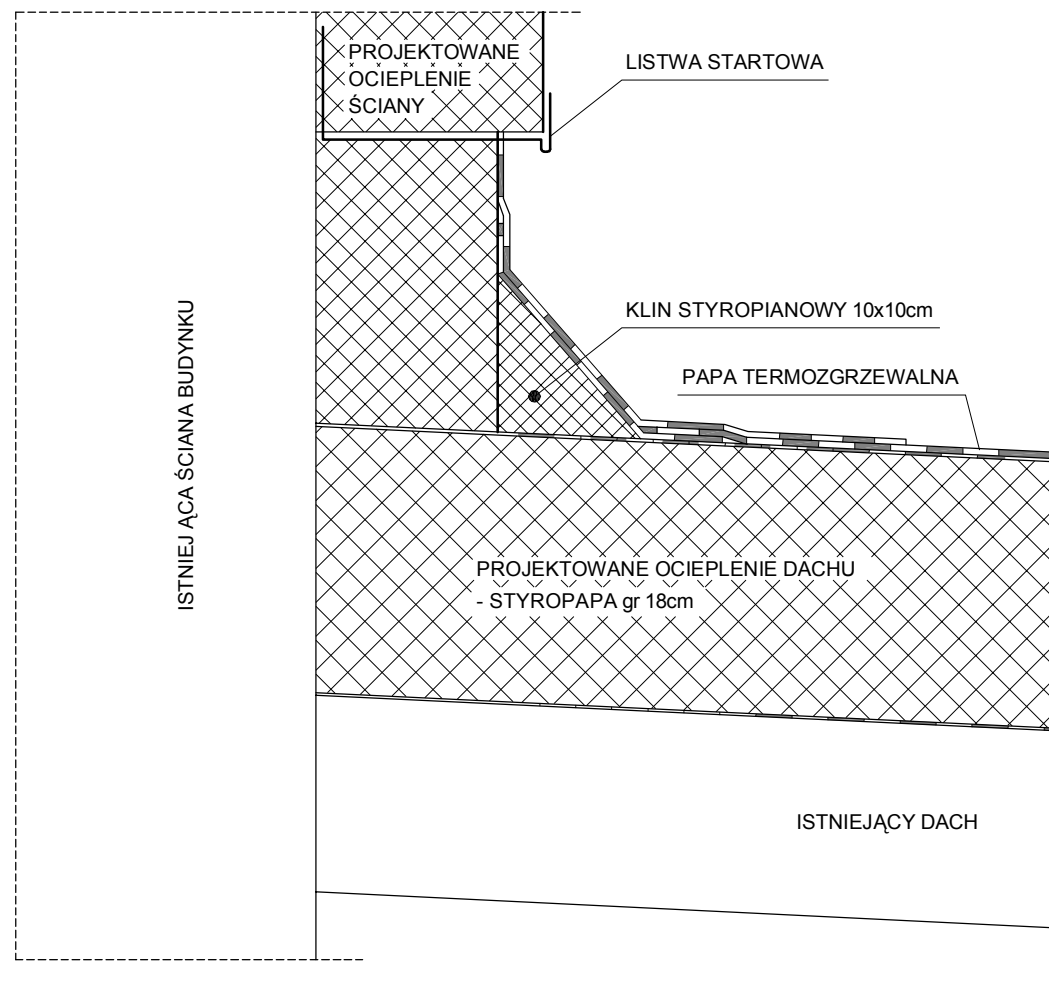 PROJEKTOWANE
OCIEPLENIE
ŚCIANY
LISTWA STARTOWA
KLIN STYROPIANOWY 10x10cm
PAPA TERMOZGRZEWALNA
ISTNIEJ ĄCA ŚCIANA BUDYNKU
PROJEKTOWANE OCIEPLENIE DACHU
- STYROPAPA gr 18cm
ISTNIEJĄCY DACH